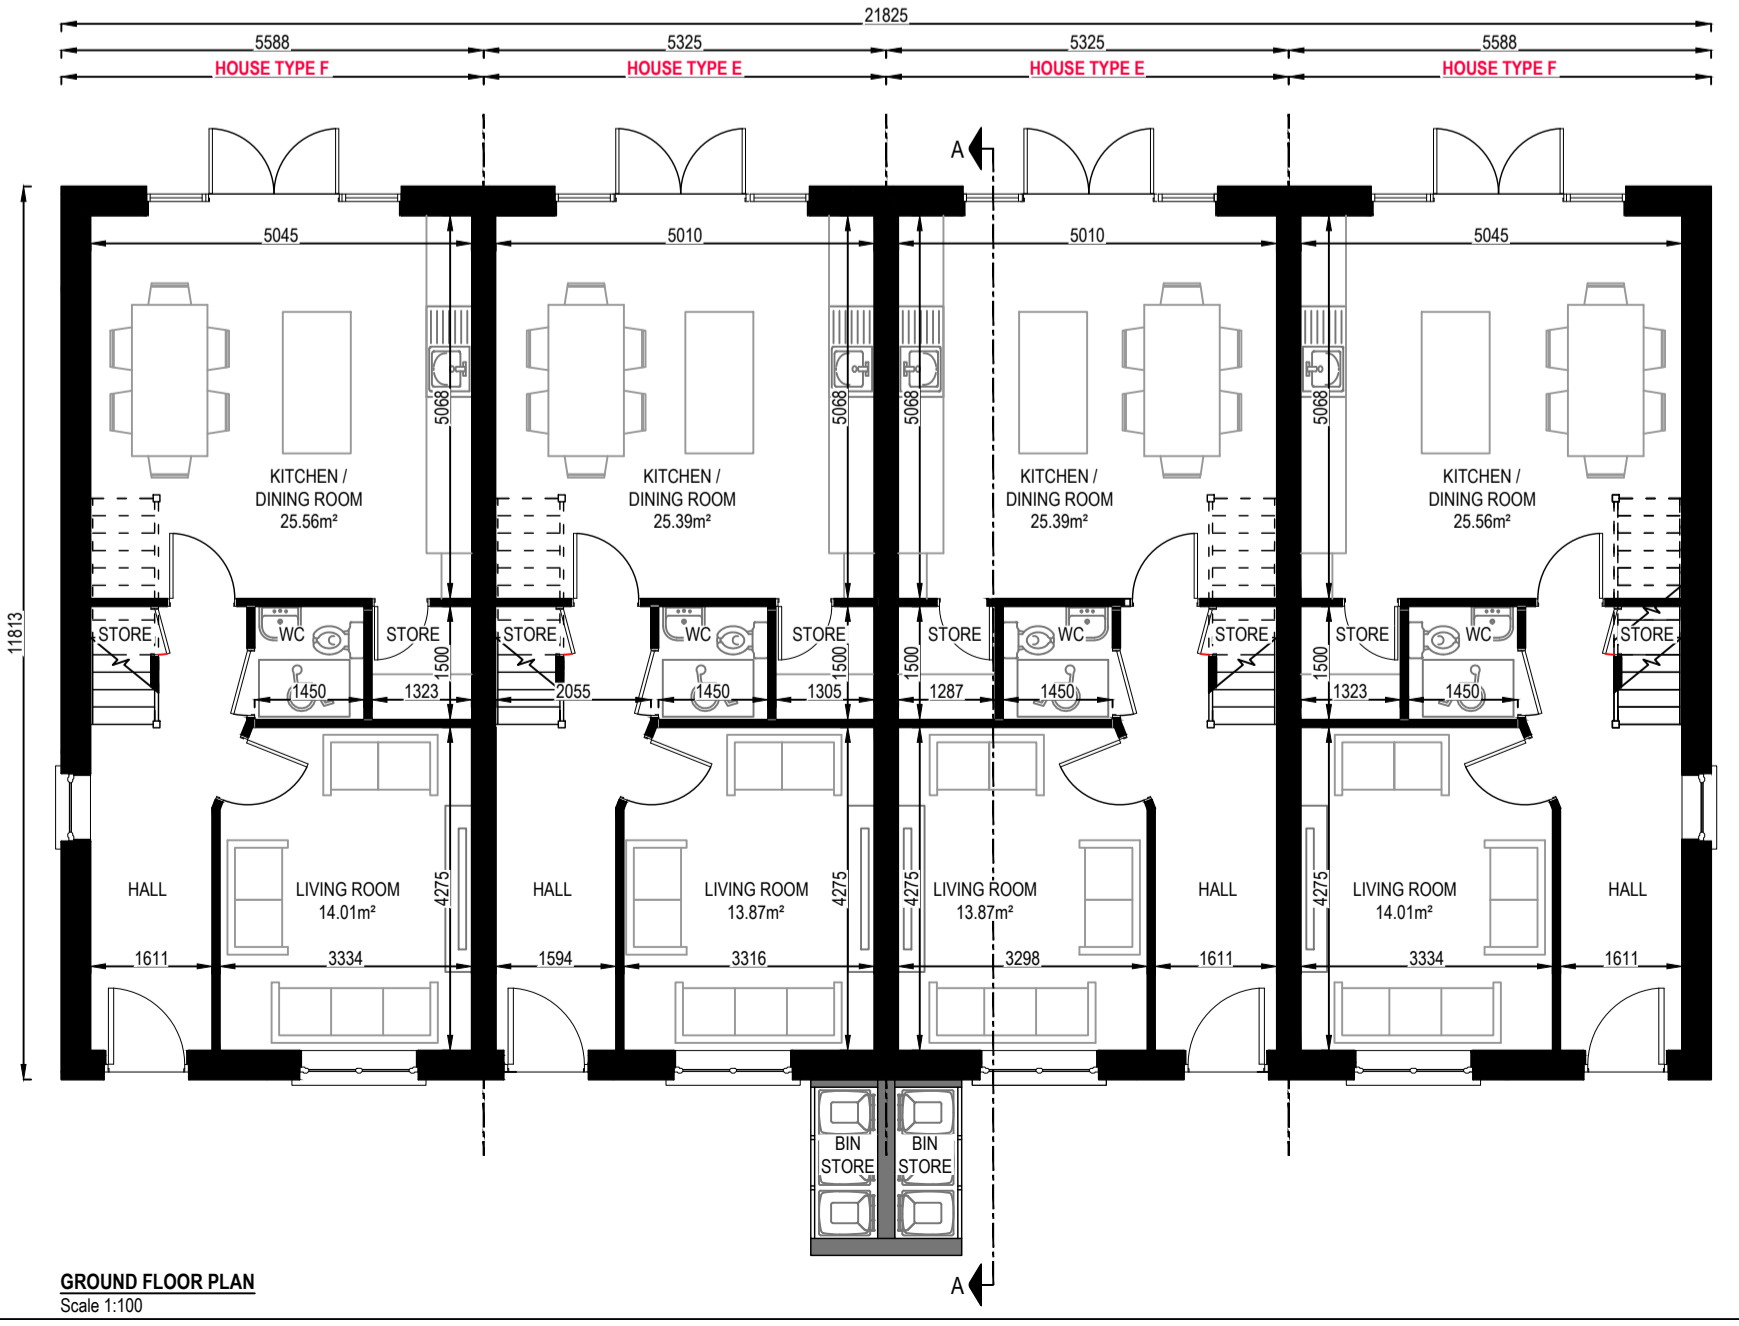 21825
5588 5325 5325 5588
HOUSE TYPE F HOUSE TYPE E HOUSE TYPE E HOUSE TYPE F
A
5045 5010 5010 5045
11813
5068 5068 5068 5068
KITCHEN / KITCHEN / KITCHEN / KITCHEN /
DINING ROOM DINING ROOM DINING ROOM DINING ROOM
25.56m² 25.39m² 25.39m² 25.56m²
STORE WC STORE STORE WC STORE STORE WC STORE STORE WC STORE
1500 1500 1500 1500
1450 1323 2055 1450 1305 1287 1450 1323 1450
4275 4275 4275 4275
HALL LIVING ROOM HALL LIVING ROOM LIVING ROOM HALL LIVING ROOM HALL
14.01m² 13.87m² 13.87m² 14.01m²
1611 3334 1594 3316 3298 1611 3334 1611
BIN BIN
STORE STORE
A
GROUND FLOOR PLAN
Scale 1:100